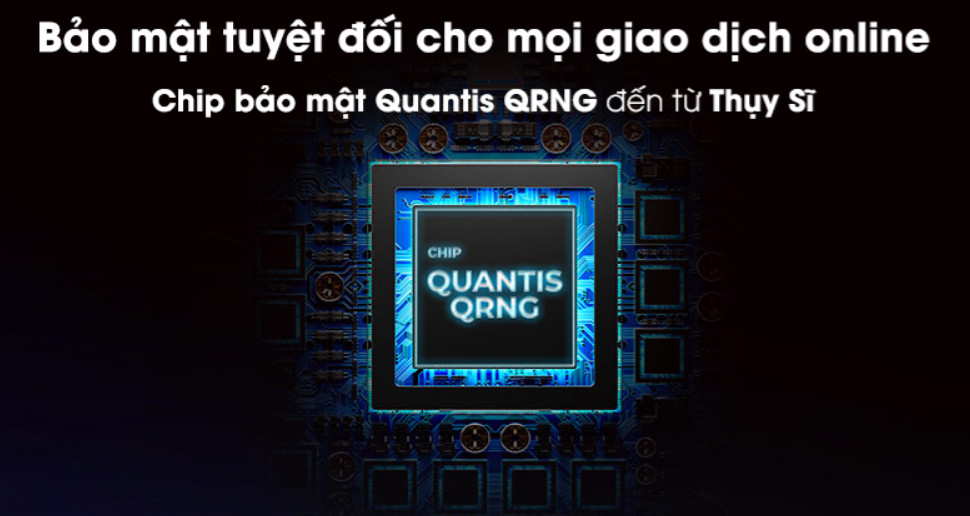 Bảo mật tuyệt đối cho mọi giao dịch online
Chip bảo mật Quantis QRNG đến từ Thụy Sĩ
CHIP
QUANTIS
QRNG